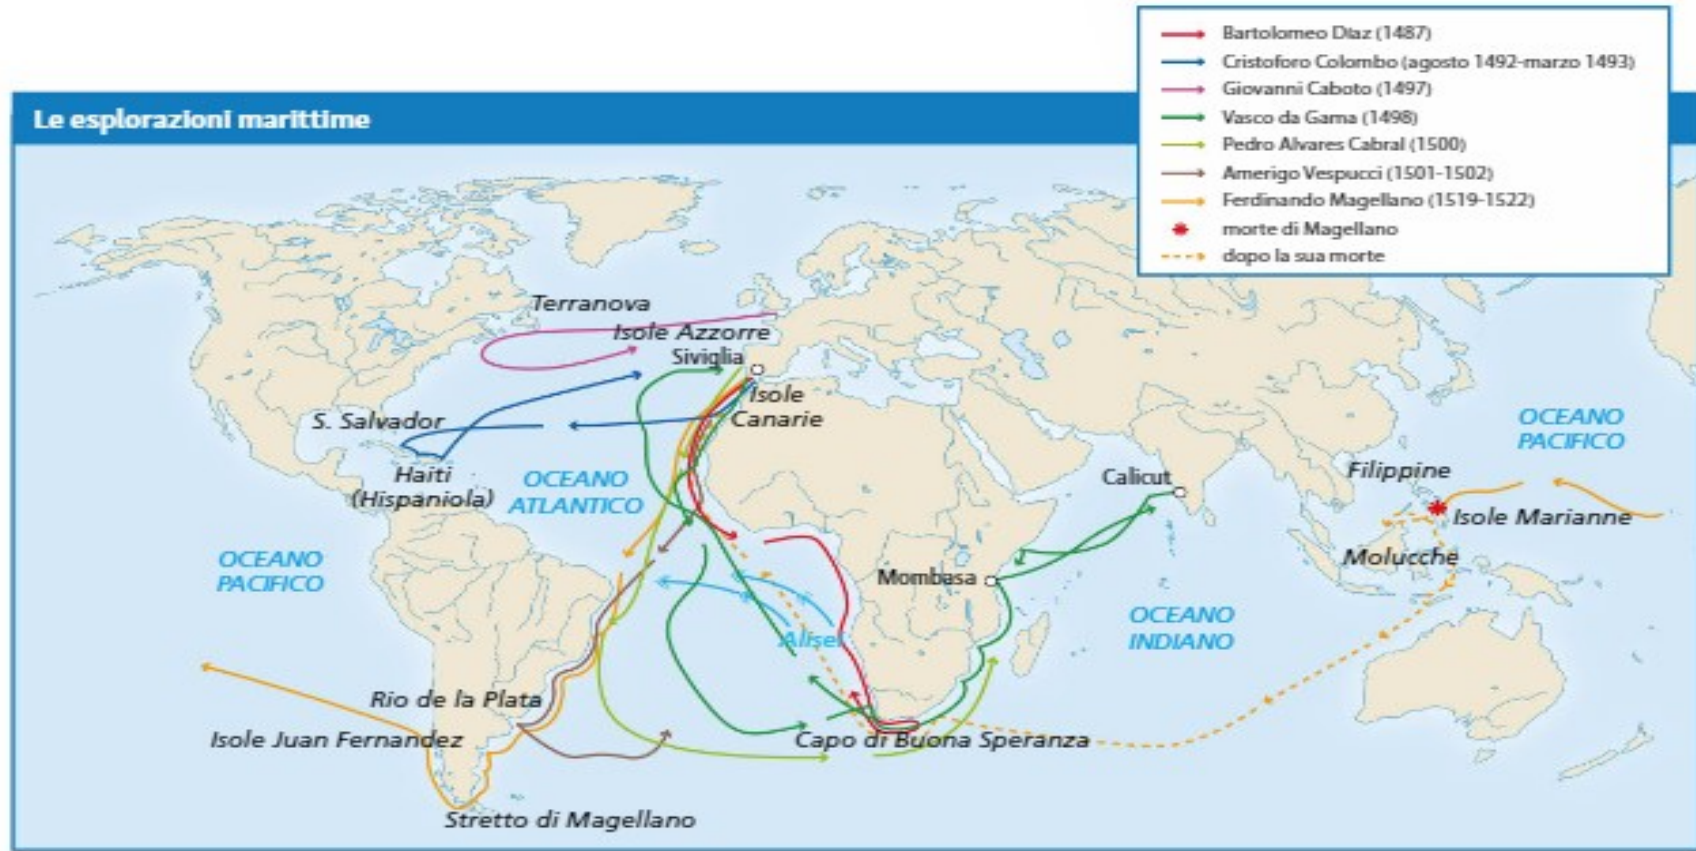 Bartolomeo Díaz (1487)
Cristoforo Colombo (agosto 1492-marzo 1493)
Giovanni Caboto (1497)
Vasco da Gama (1498)
Pedro Alvares Cabral (1500)
Amerigo Vespucci (1501-1502)
Ferdinando Magellano (1519-1522)
morte di Magellano
dopo la sua morte
Le esplorazioni marittime
Terranova
Isole Azzorre
Siviglia
Isole
Canarie
S. Salvador
Haiti
(Hispaniola)
OCEANO
ATLANTICO
OCEANO
PACIFICO
Calicut
Filippine
OCEANO
PACIFICO
Isole Marianne
Molucche
Mombasa
OCEANO
INDIANO
Alisei
Rio de la Plata
Isole Juan Fernandez
Capo di Buona Speranza
Stretto di Magellano